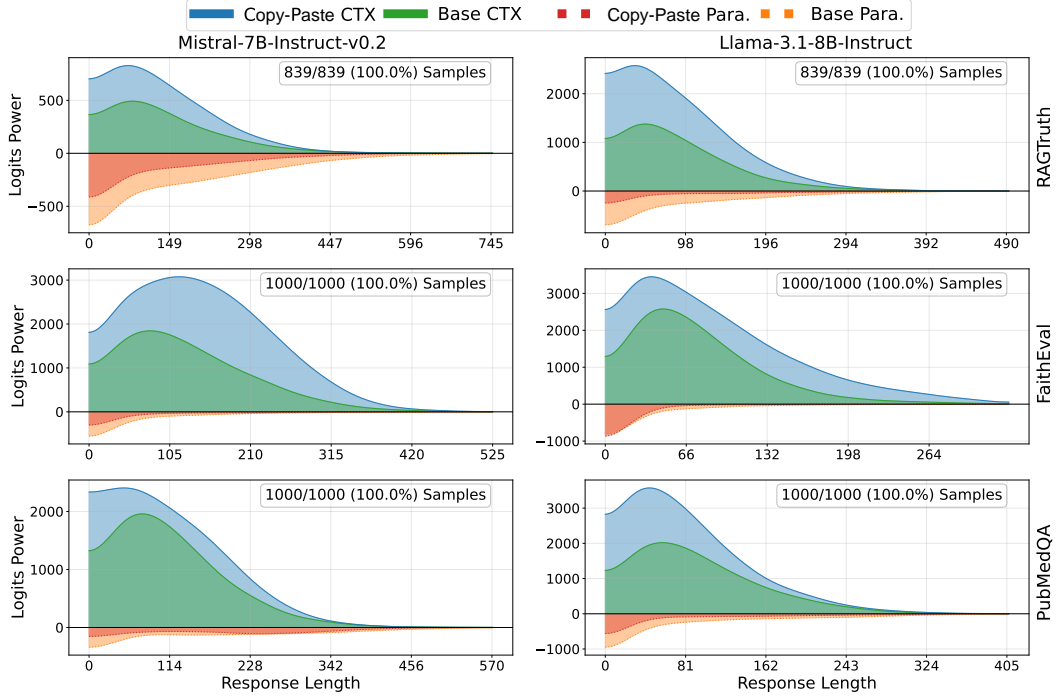 Copy-Paste CTX Base CTX Copy-Paste Para. Base Para.
Mistral-7B-Instruct-v0.2
Llama-3.1-8B-Instruct
839/839 (100.0%) Samples
500
0
−500
Logits Power
0 149 298 447 596 745
839/839 (100.0%) Samples
2000
1000
0
0 98 196 294 392 490
RAGTruth
1000/1000 (100.0%) Samples
3000
2000
1000
0
Logits Power
0 105 210 315 420 525
1000/1000 (100.0%) Samples
3000
2000
1000
0
−1000
0 66 132 198 264
FaithEval
1000/1000 (100.0%) Samples
2000
1000
0
Logits Power
0 114 228 342 456 570
Response Length
1000/1000 (100.0%) Samples
3000
2000
1000
0
−1000
0 81 162 243 324 405
Response Length
PubMedQA